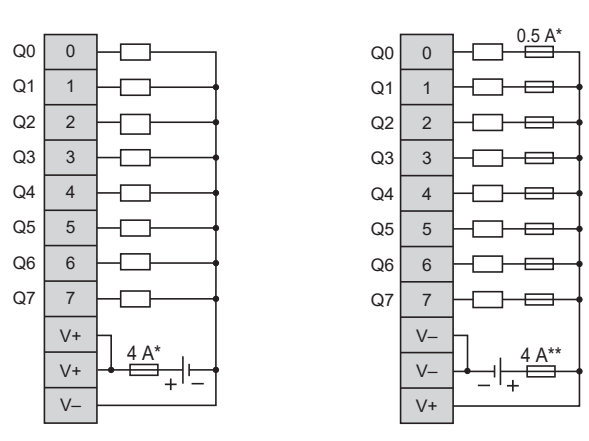 0.5 A*
Q0 0 Q0 0
Q1 1 Q1 1
Q2 2 Q2 2
Q3 3 Q3 3
Q4 4 Q4 4
Q5 5 Q5 5
Q6 6 Q6 6
Q7 7 Q7 7
V+ V–
4 A* 4 A**
V+ V–
+ – – +
V– V+